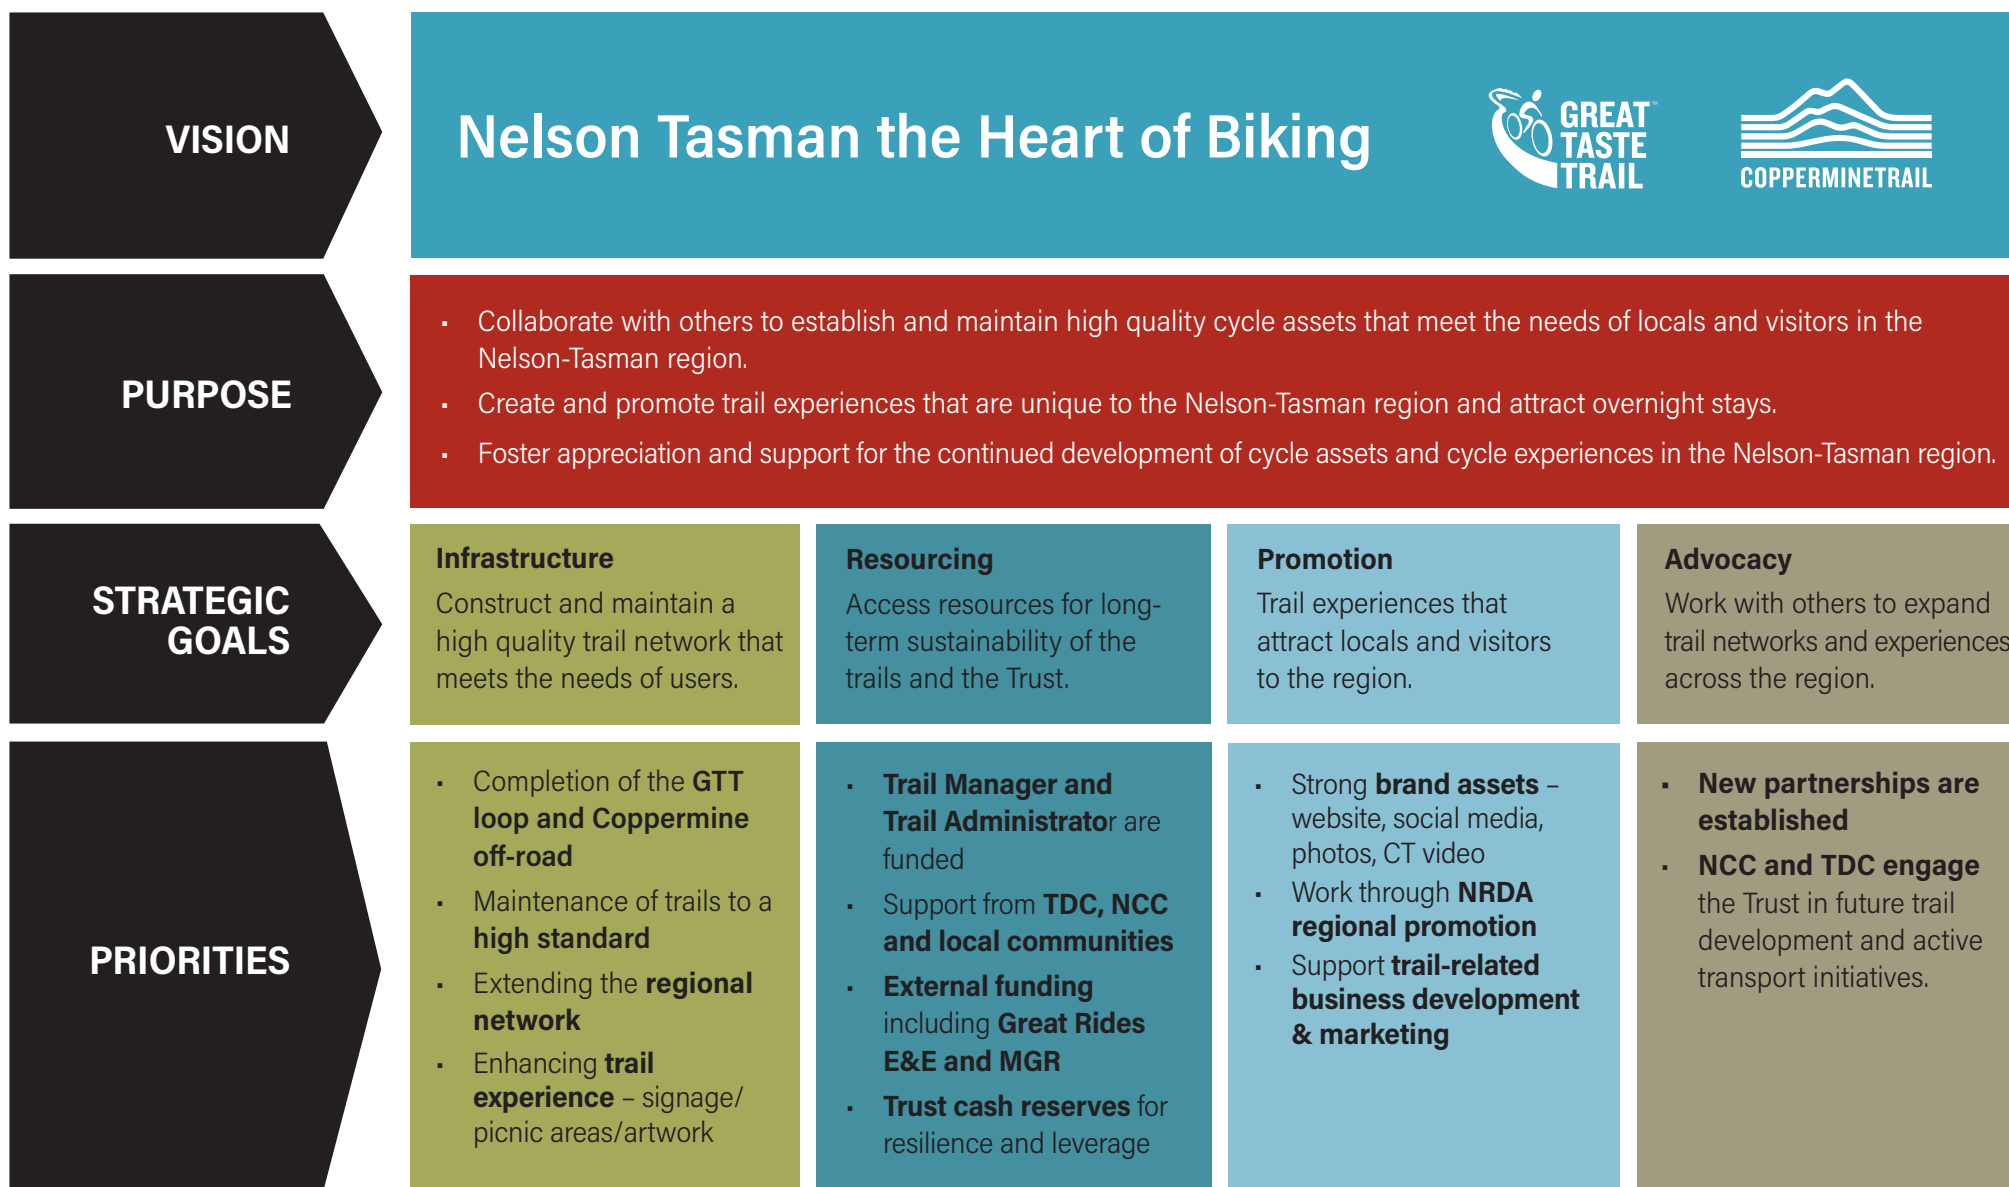 VISION
Nelson Tasman the Heart of Biking
GREAT
TASTE
TRAIL
™
COPPERMINETRAIL
PURPOSE
▪ Collaborate with others to establish and maintain high quality cycle assets that meet the needs of locals and visitors in the
Nelson-Tasman region.
▪ Create and promote trail experiences that are unique to the Nelson-Tasman region and attract overnight stays.
▪ Foster appreciation and support for the continued development of cycle assets and cycle experiences in the Nelson-Tasman region.
STRATEGIC
GOALS
Infrastructure
Construct and maintain a
high quality trail network that
meets the needs of users.
Resourcing
Access resources for long-
term sustainability of the
trails and the Trust.
Promotion
Trail experiences that
attract locals and visitors
to the region.
Advocacy
Work with others to expand
trail networks and experiences
across the region.
PRIORITIES
▪ Completion of the GTT
loop and Coppermine
off-road
▪ Maintenance of trails to a
high standard
▪ Extending the regional
network
▪ Enhancing trail
experience – signage/
picnic areas/artwork
▪ Trail Manager and
Trail Administrator are
funded
▪ Support from TDC, NCC
and local communities
▪ External funding
including Great Rides
E&E and MGR
▪ Trust cash reserves for
resilience and leverage
▪ Strong brand assets –
website, social media,
photos, CT video
▪ Work through NRDA
regional promotion
▪ Support trail-related
business development
& marketing
▪ New partnerships are
established
▪ NCC and TDC engage
the Trust in future trail
development and active
transport initiatives.